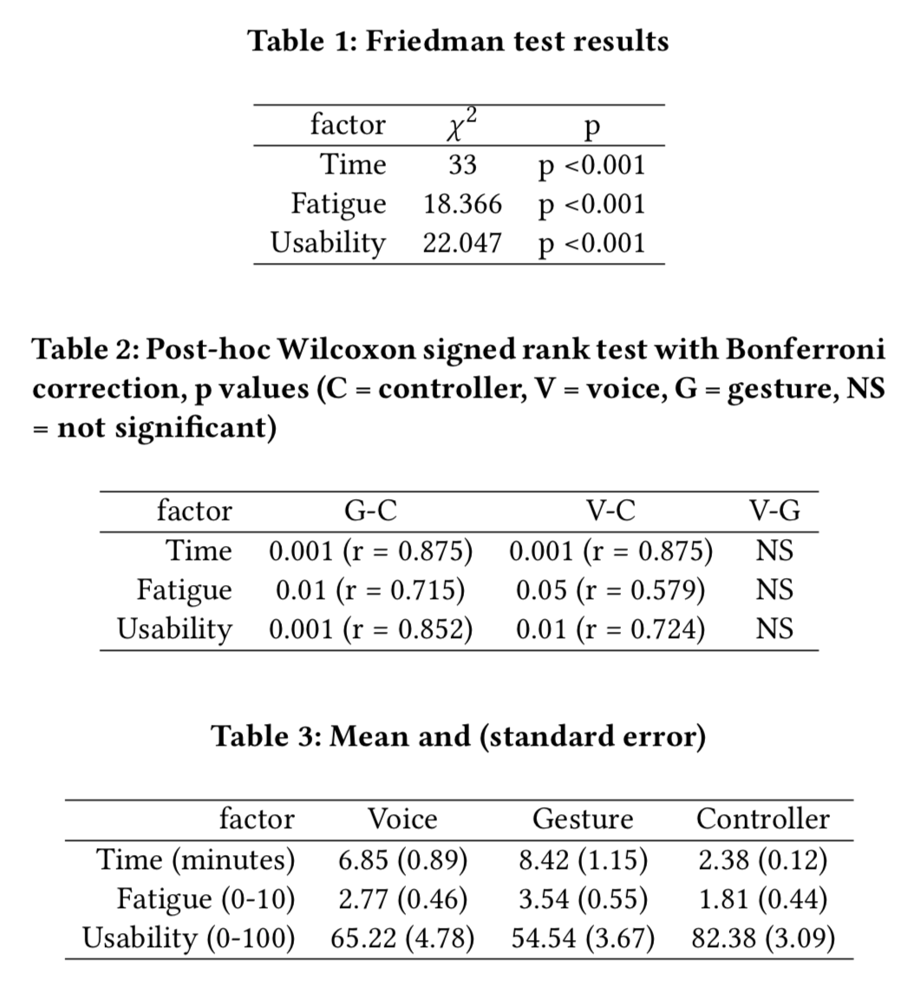 Table 1: Friedman test results
factor χ² p
Time 33 p <0.001
Fatigue 18.366 p <0.001
Usability 22.047 p <0.001
Table 2: Post-hoc Wilcoxon signed rank test with Bonferroni
correction, p values (C = controller, V = voice, G = gesture, NS
= not significant)
factor G-C V-C V-G
Time 0.001 (r = 0.875) 0.001 (r = 0.875) NS
Fatigue 0.01 (r = 0.715) 0.05 (r = 0.579) NS
Usability 0.001 (r = 0.852) 0.01 (r = 0.724) NS
Table 3: Mean and (standard error)
factor Voice Gesture Controller
Time (minutes) 6.85 (0.89) 8.42 (1.15) 2.38 (0.12)
Fatigue (0-10) 2.77 (0.46) 3.54 (0.55) 1.81 (0.44)
Usability (0-100) 65.22 (4.78) 54.54 (3.67) 82.38 (3.09)